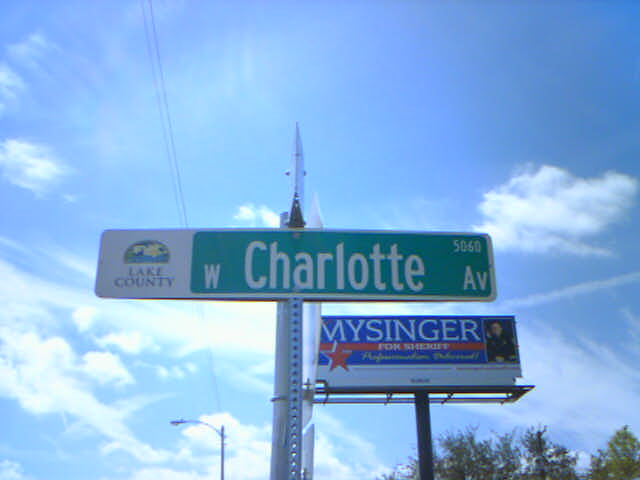 LAKE
COUNTY
W Charlotte Av
5060
MYSINGER
FOR SHERIFF
Professionalism Delivered!